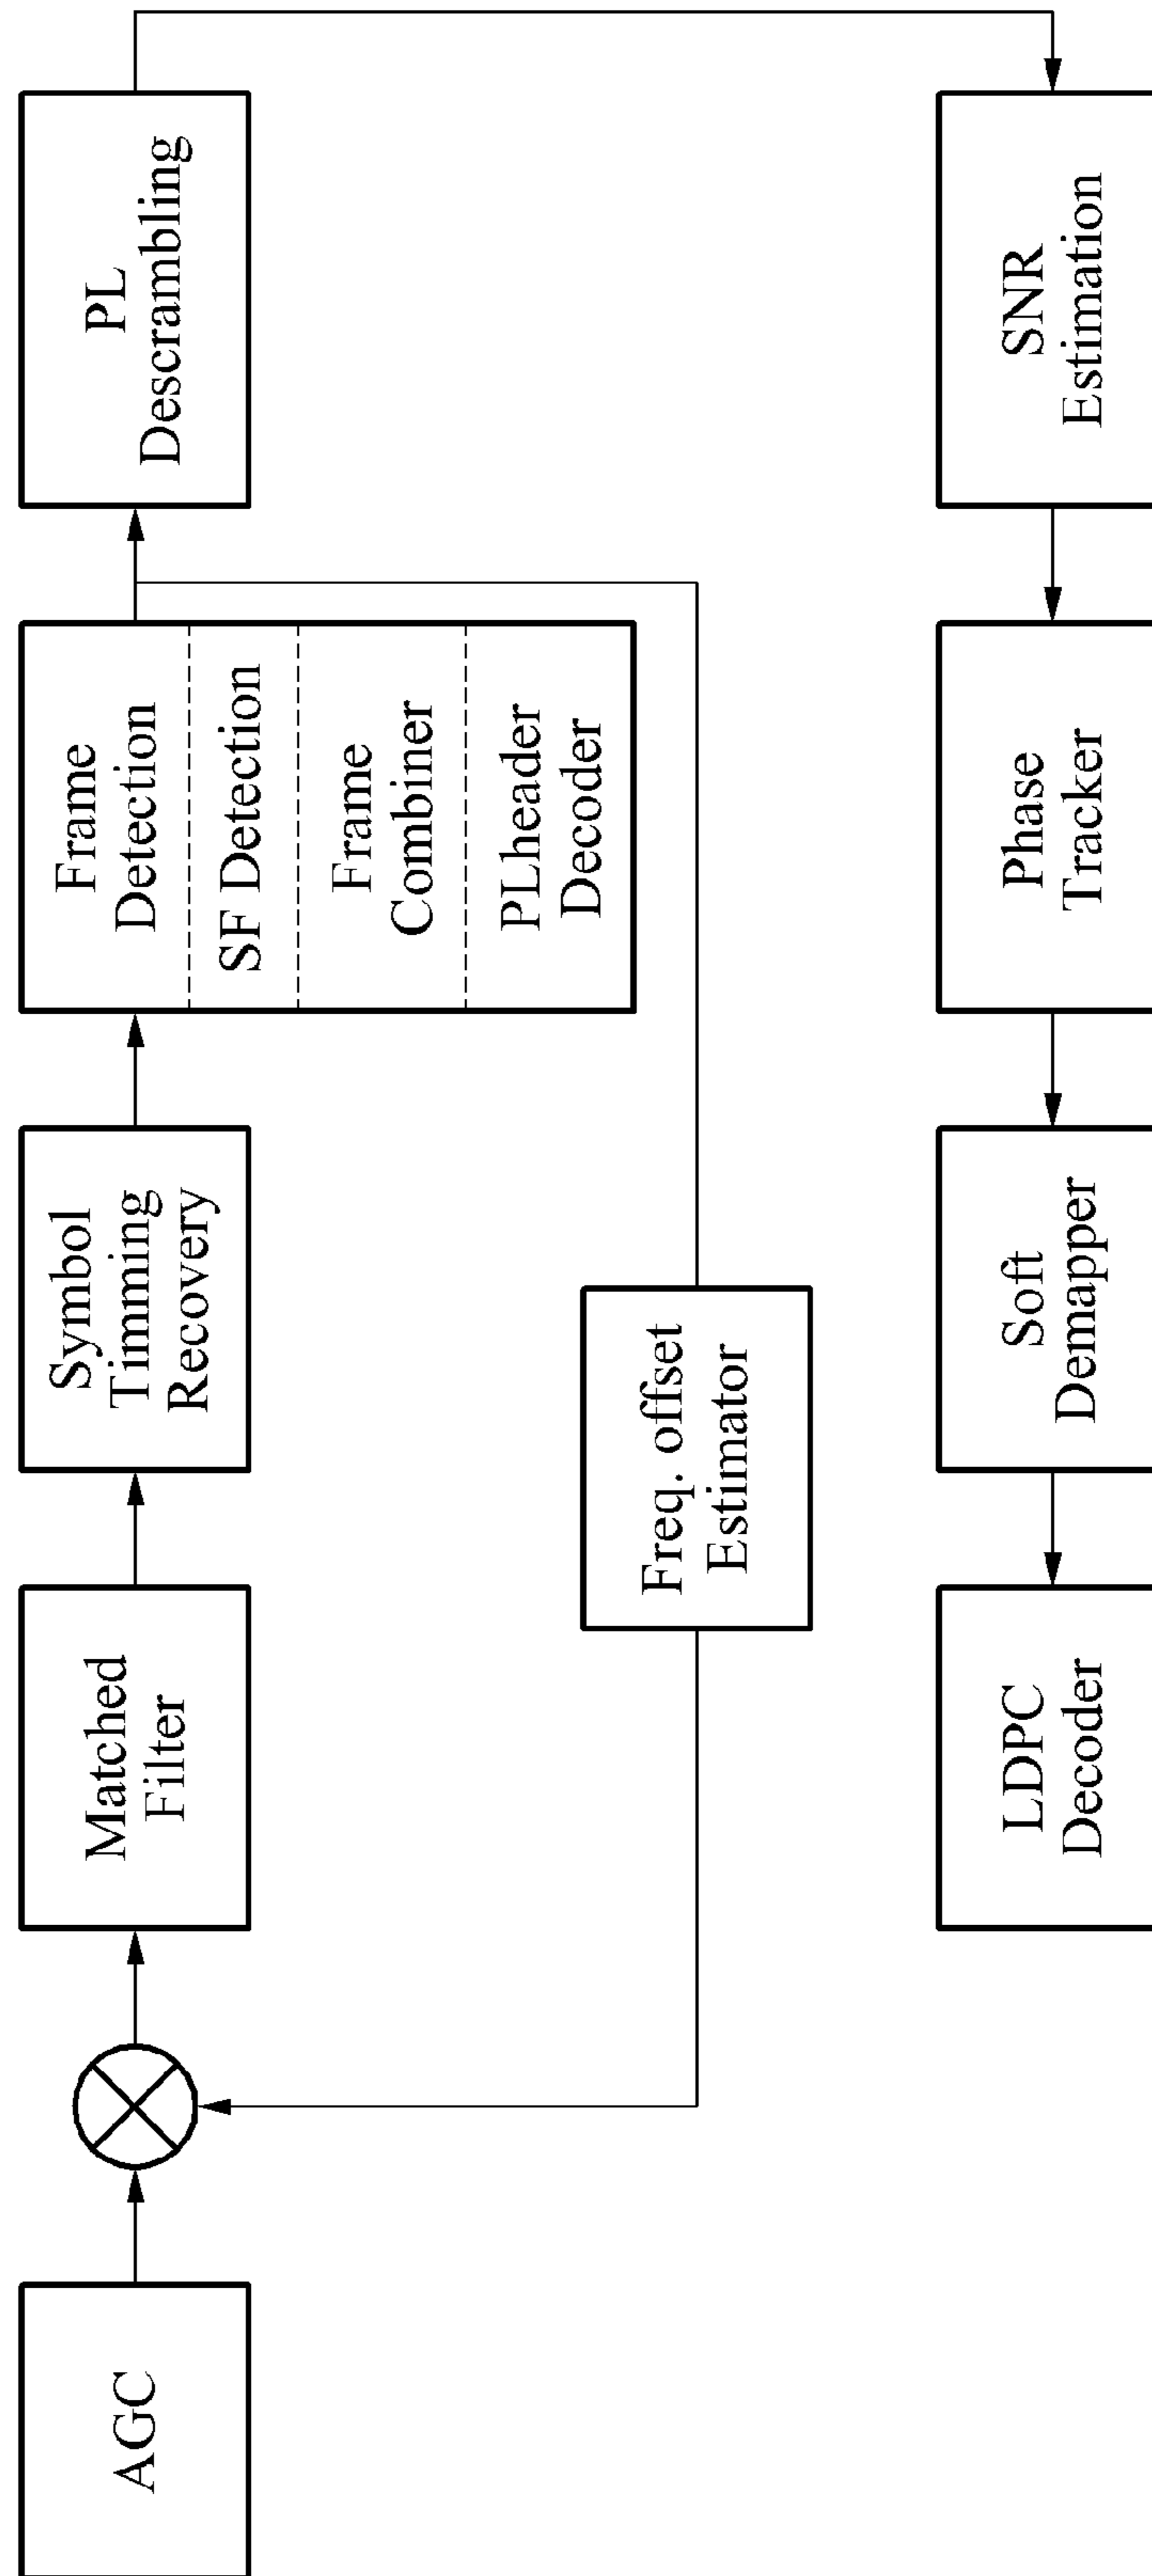 AGC
Matched
Filter
Symbol
Timming
Recovery
Frame
Detection
SF Detection
Frame
Combiner
PLheader
Decoder
PL
Descrambling
Freq. offset
Estimator
LDPC
Decoder
Soft
Demapper
Phase
Tracker
SNR
Estimation